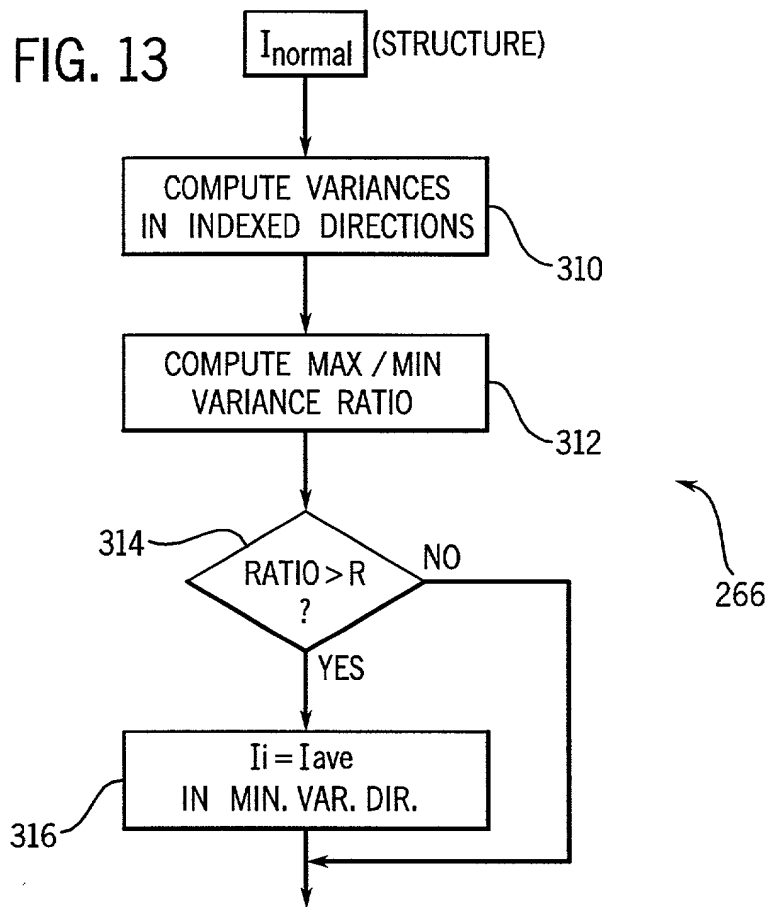 FIG. 13
Inormal (STRUCTURE)
COMPUTE VARIANCES
IN INDEXED DIRECTIONS
310
COMPUTE MAX / MIN
VARIANCE RATIO
312
314
RATIO > R
?
NO
YES
266
Ii = Iave
IN MIN. VAR. DIR.
316